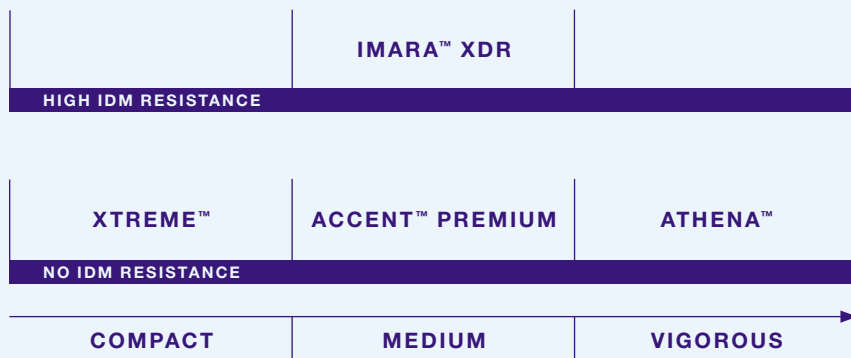 IMARA™ XDR
HIGH IDM RESISTANCE
XTREME™ ACCENT™ PREMIUM ATHENA™
NO IDM RESISTANCE
COMPACT MEDIUM VIGOROUS